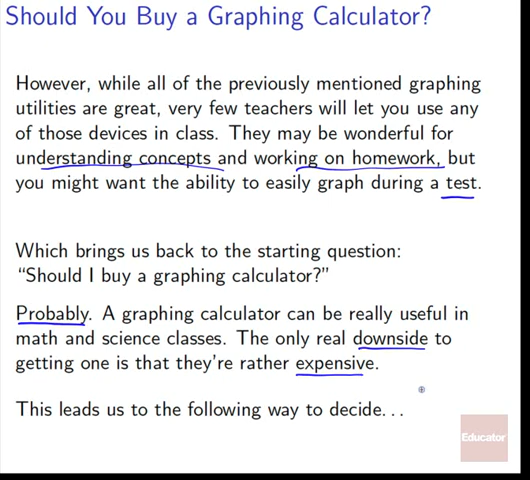 Should You Buy a Graphing Calculator?
However, while all of the previously mentioned graphing
utilities are great, very few teachers will let you use any
of those devices in class. They may be wonderful for
understanding concepts and working on homework, but
you might want the ability to easily graph during a test.
Which brings us back to the starting question:
“Should I buy a graphing calculator?”
Probably. A graphing calculator can be really useful in
math and science classes. The only real downside to
getting one is that they're rather expensive.
This leads us to the following way to decide. . .
Educator